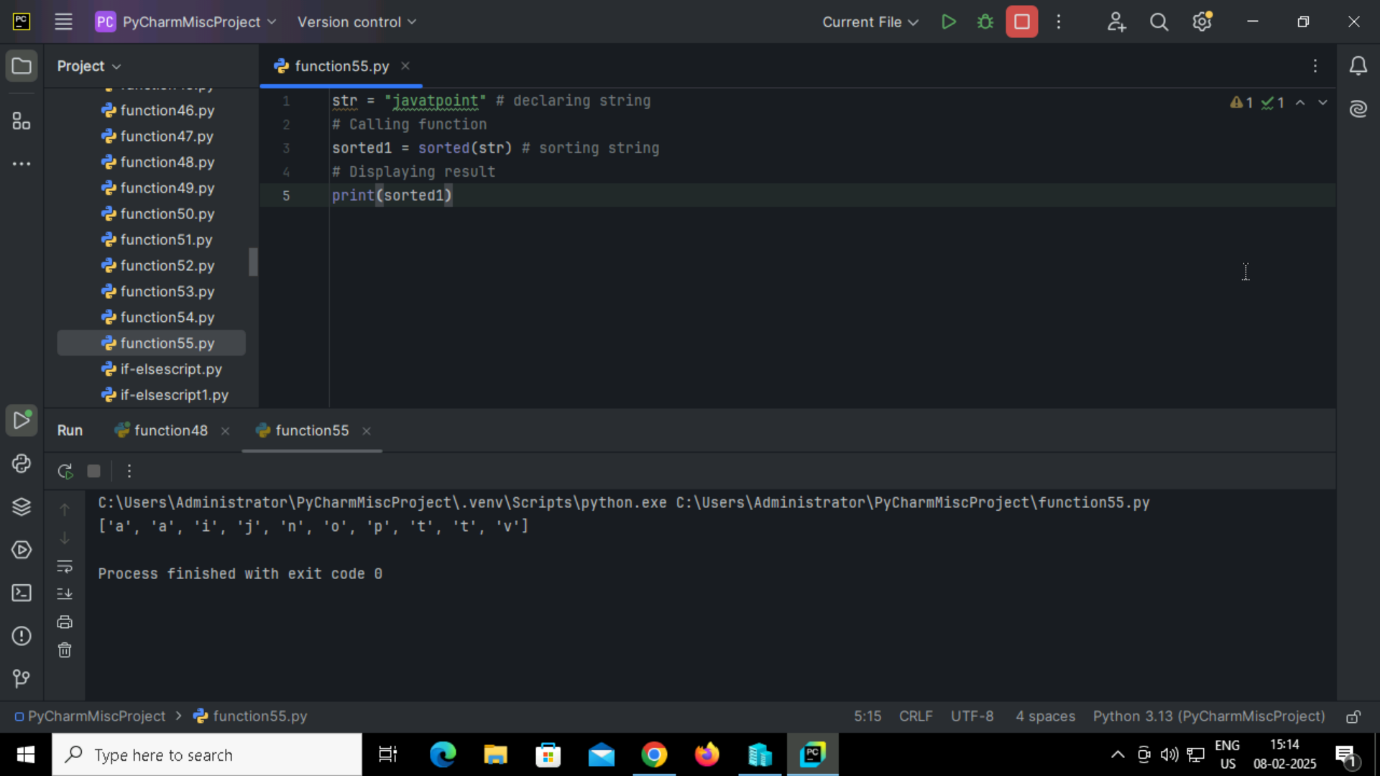 PC PC PyCharmMiscProject Version control Current File
Project
function55.py
function46.py
function47.py
function48.py
function49.py
function50.py
function51.py
function52.py
function53.py
function54.py
function55.py
if-elsescript.py
if-elsescript1.py
1 str = "javatpoint" # declaring string
2 # Calling function
3 sorted1 = sorted(str) # sorting string
4 # Displaying result
5 print(sorted1)
1 1
Run function48 function55
C:\Users\Administrator\PyCharmMiscProject\.venv\Scripts\python.exe C:\Users\Administrator\PyCharmMiscProject\function55.py
['a', 'a', 'i', 'j', 'n', 'o', 'p', 't', 't', 'v']
Process finished with exit code 0
PyCharmMiscProject > function55.py 5:15 CRLF UTF-8 4 spaces Python 3.13 (PyCharmMiscProject)
Type here to search
PC
ENG
US
15:14
08-02-2025
1